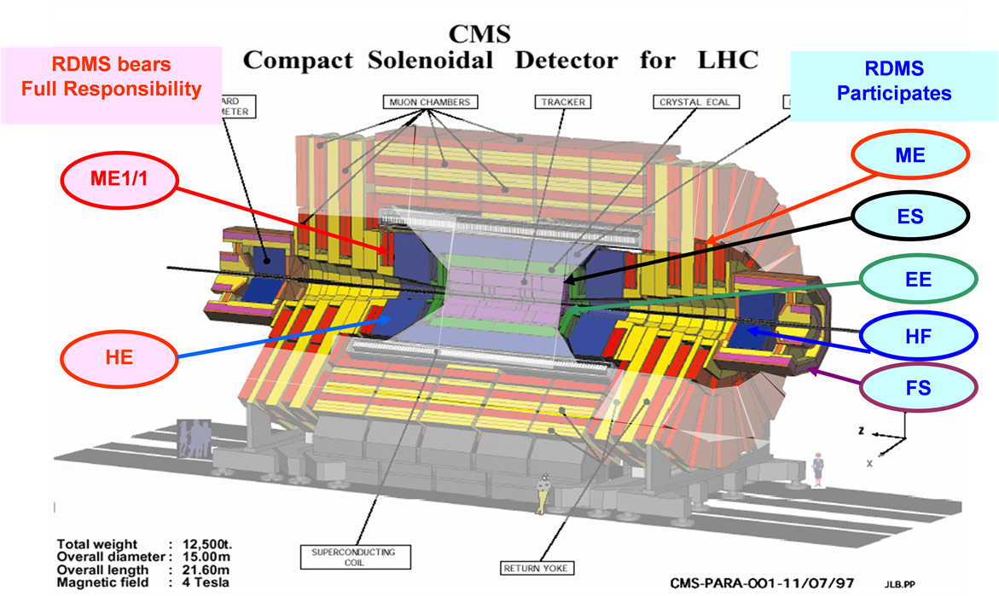 CMS
Compact Solenoidal Detector for LHC
RDMS bears
Full Responsibility
RDMS
Participates
ARD
METER
MUON CHAMBERS
TRACKER
CRYSTAL ECAL
ME1/1
ME
ES
EE
HE
HF
FS
Z
X
SUPERCONDUCTING
COIL
RETURN YOKE
Total weight : 12,500t.
Overall diameter : 15.00m
Overall length : 21.60m
Magnetic field : 4 Tesla
CMS-PARA-001-11/07/97 JLB.PP